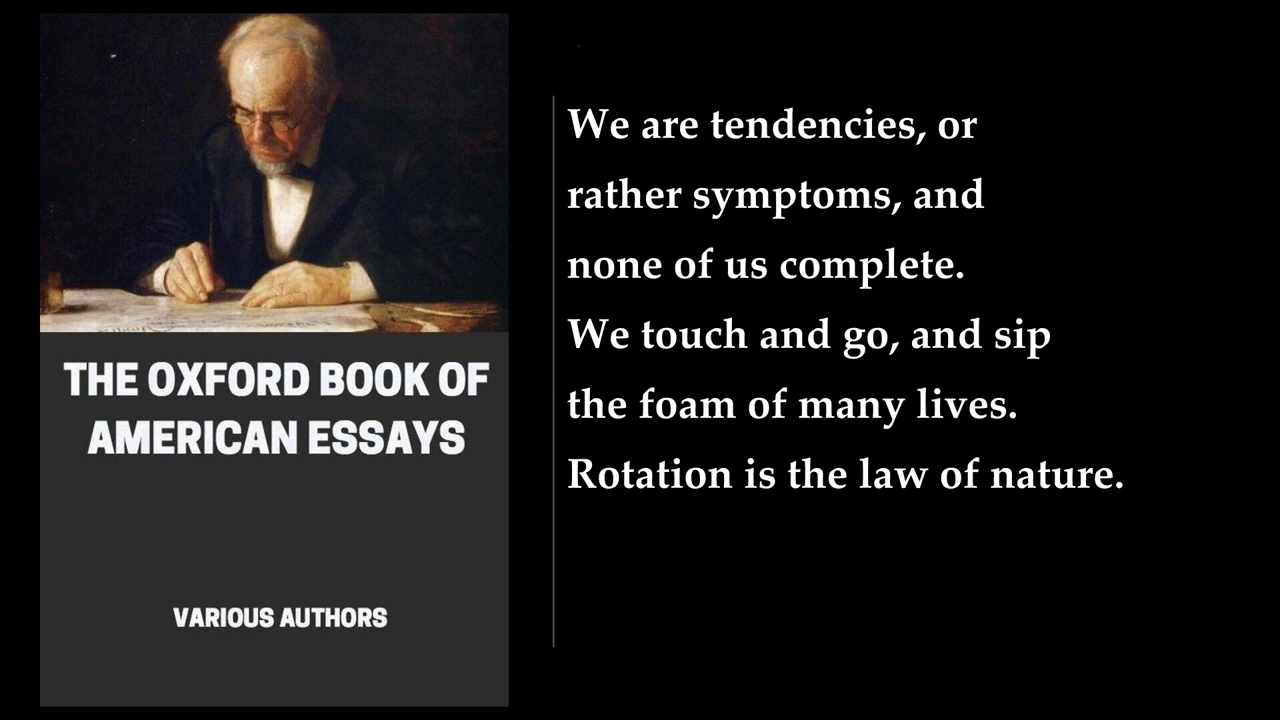 THE OXFORD BOOK OF
AMERICAN ESSAYS
VARIOUS AUTHORS
We are tendencies, or
rather symptoms, and
none of us complete.
We touch and go, and sip
the foam of many lives.
Rotation is the law of nature.